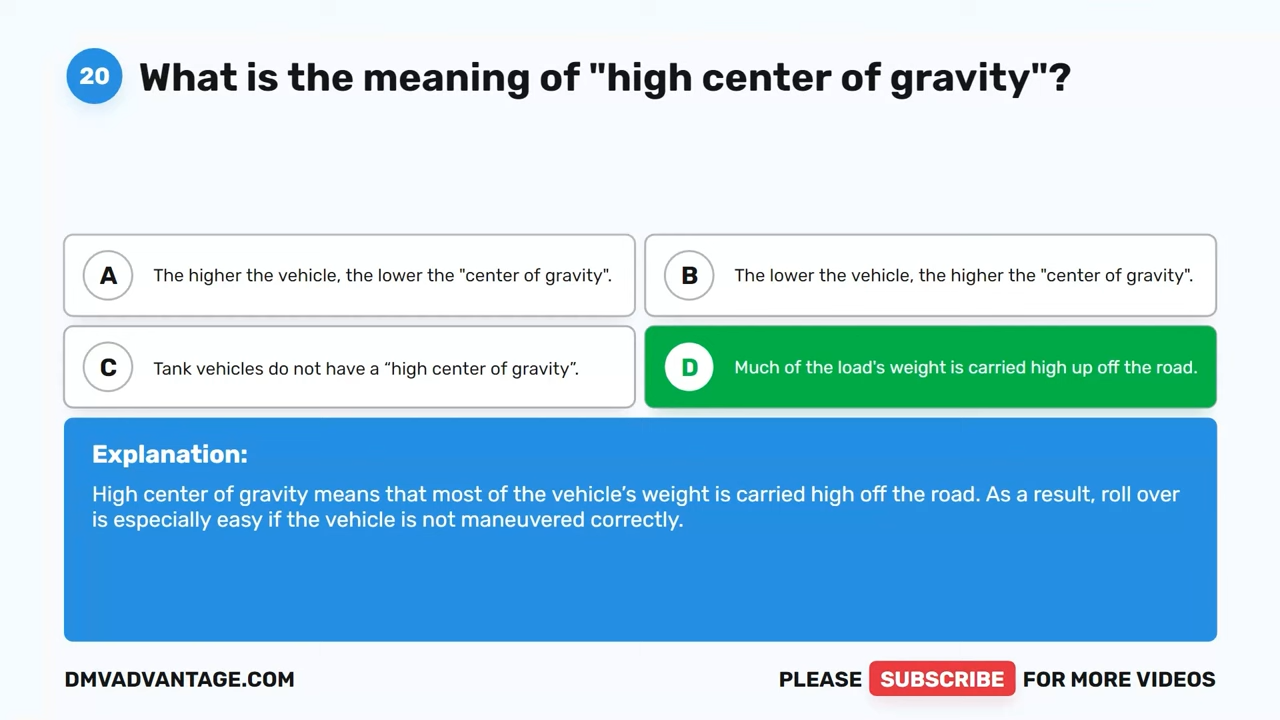 20
What is the meaning of "high center of gravity"?
A
The higher the vehicle, the lower the "center of gravity".
B
The lower the vehicle, the higher the "center of gravity".
C
Tank vehicles do not have a “high center of gravity”.
D
Much of the load's weight is carried high up off the road.
Explanation:
High center of gravity means that most of the vehicle’s weight is carried high off the road. As a result, roll over
is especially easy if the vehicle is not maneuvered correctly.
DMVADVANTAGE.COM
PLEASE SUBSCRIBE FOR MORE VIDEOS